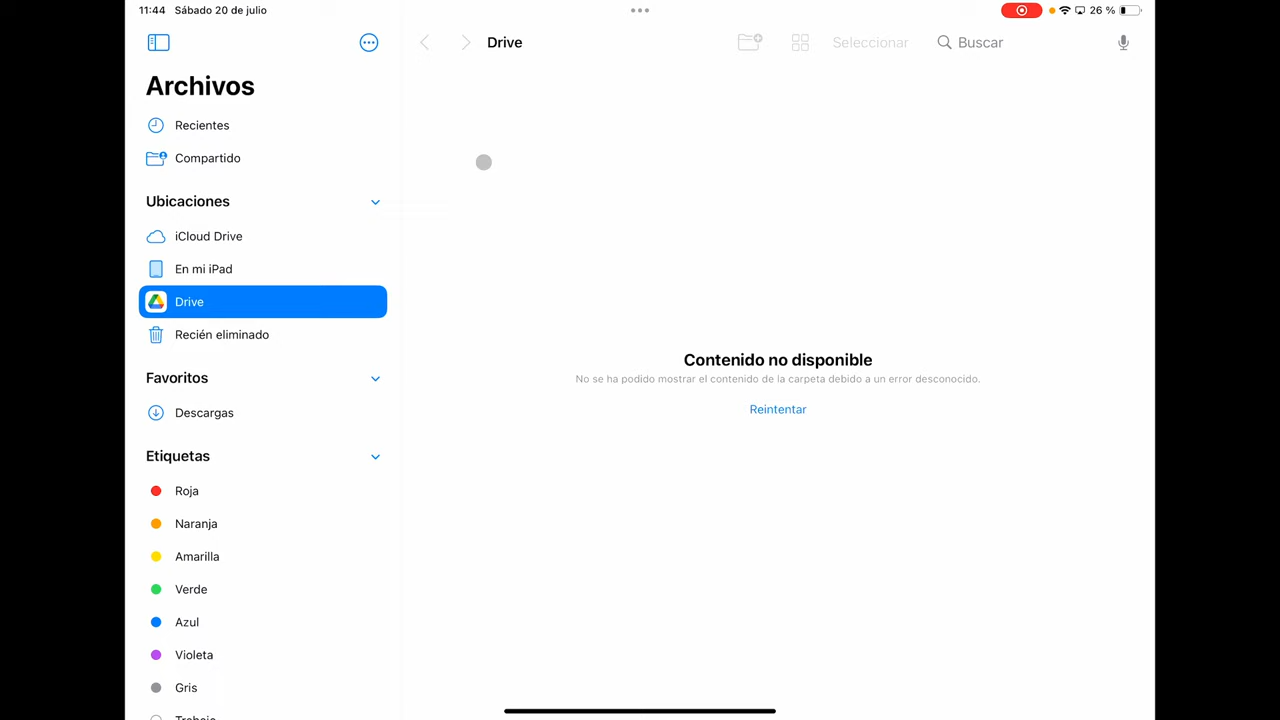 11:44 Sábado 20 de julio
26 %
Archivos
Recientes
Compartido
Ubicaciones
iCloud Drive
En mi iPad
Drive
Recién eliminado
Favoritos
Descargas
Etiquetas
Roja
Naranja
Amarilla
Verde
Azul
Violeta
Gris
Trabajo
Drive
Seleccionar
Buscar
Contenido no disponible
No se ha podido mostrar el contenido de la carpeta debido a un error desconocido.
Reintentar